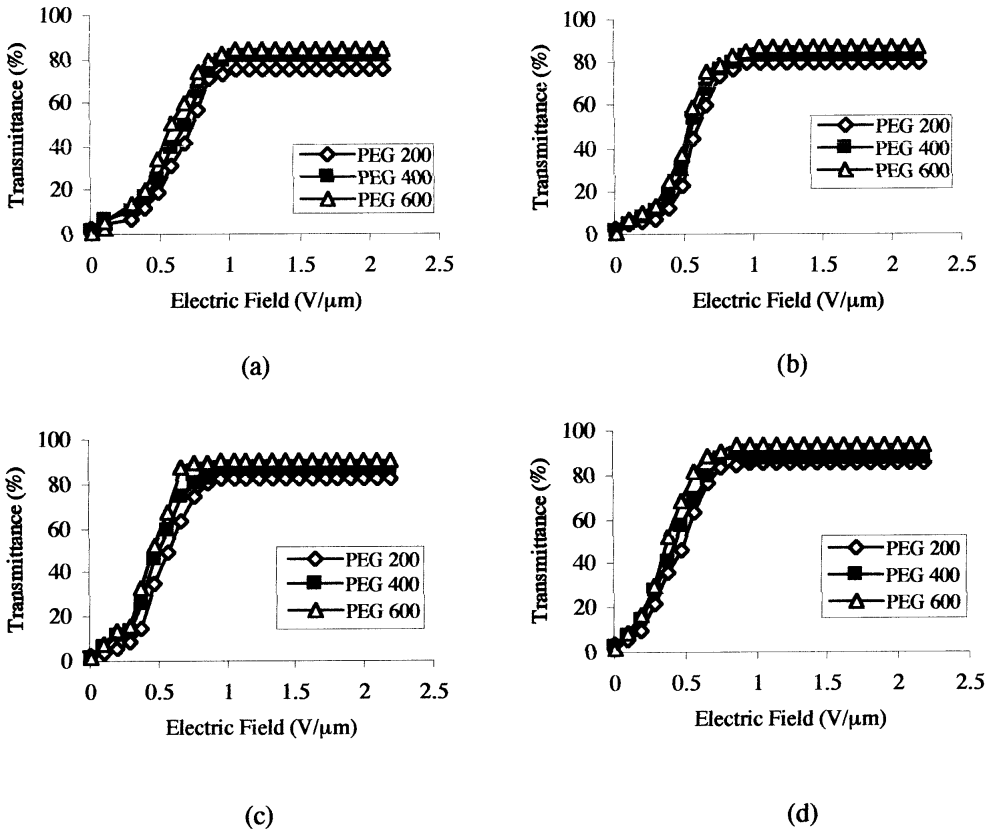 100
80
60
40
20
0
Transmittance (%)
PEG 200
PEG 400
PEG 600
0 0.5 1 1.5 2 2.5
Electric Field (V/μm)
(a)
100
80
60
40
20
0
Transmittance (%)
PEG 200
PEG 400
PEG 600
0 0.5 1 1.5 2 2.5
Electric Field (V/μm)
(b)
100
80
60
40
20
0
Transmittance (%)
PEG 200
PEG 400
PEG 600
0 0.5 1 1.5 2 2.5
Electric Field (V/μm)
(c)
100
80
60
40
20
0
Transmittance (%)
PEG 200
PEG 400
PEG 600
0 0.5 1 1.5 2 2.5
Electric Field (V/μm)
(d)